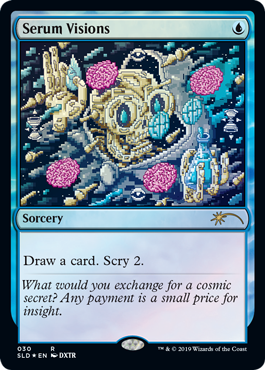 Serum Visions
Sorcery
Draw a card. Scry 2.
What would you exchange for a cosmic
secret? Any payment is a small price for
insight.
030 R
SLD ★ EN DXTR
™ & © 2019 Wizards of the Coast